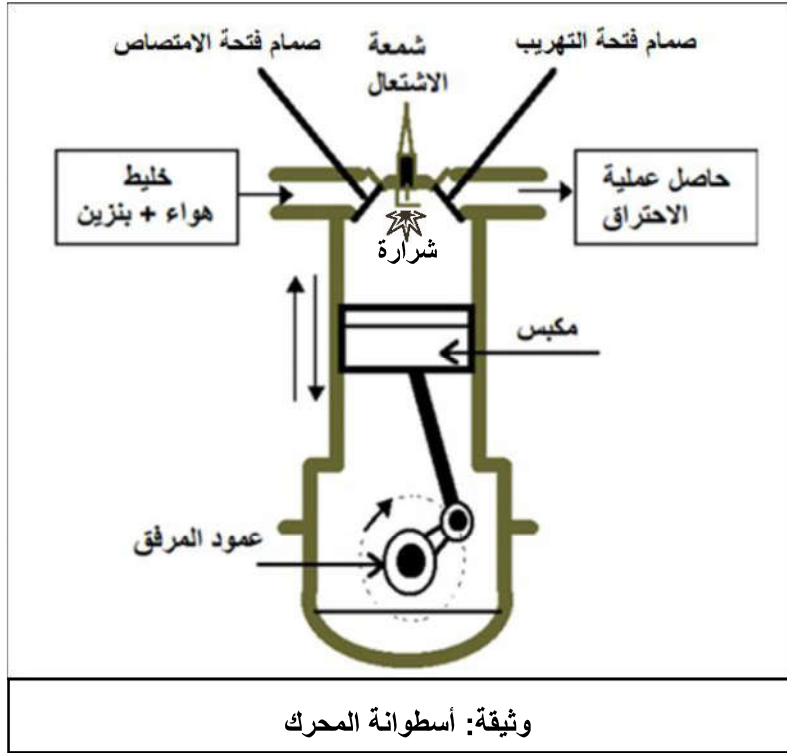 صمام فتحة الامتصاص
شمعة
الاشتعال
صمام فتحة التهريب
خليط
هواء + بنزين
حاصل عملية
الاحتراق
شرارة
مكبس
عمود المرفق
وثيقة: أسطوانة المحرك